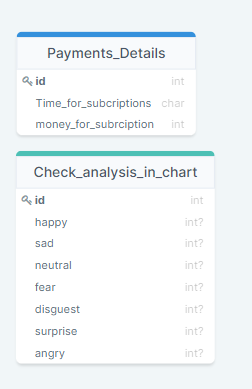 Payments_Details
id int
Time_for_subcriptions char
money_for_subrciption int
Check_analysis_in_chart
id int
happy int?
sad int?
neutral int?
fear int?
disguest int?
surprise int?
angry int?